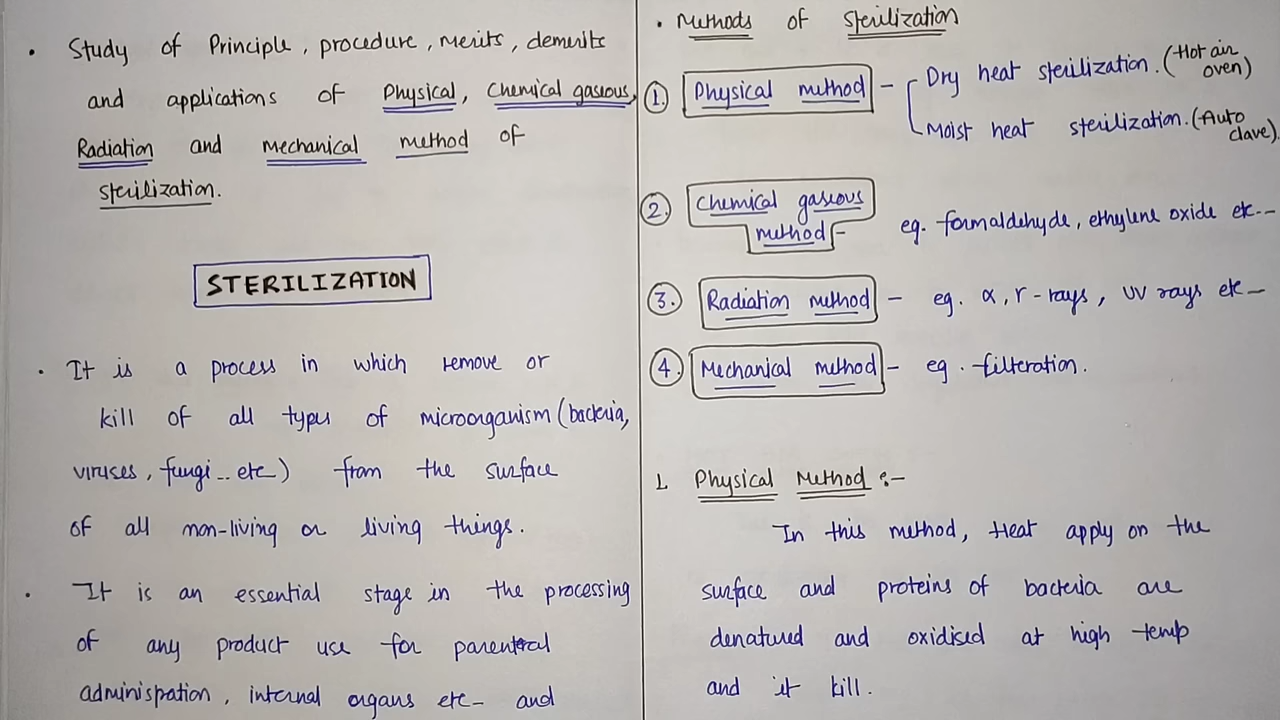 • Study of Principle, procedure, merits, demerits
and applications of Physical, Chemical gaseous,
Radiation and mechanical method of
sterilization.
STERILIZATION
• It is a process in which remove or
kill of all types of microorganism (bacteria,
viruses, fungi .. etc) from the surface
of all non-living or living things.
• It is an essential stage in the processing
of any product use for parentral
administration, internal organs etc- and
• Methods of Sterilization
①. Physical method - Dry heat sterilization. (Hot air oven)
Moist heat sterilization. (Auto clave).
②. Chemical gaseous
method - eg. formaldehyde, ethylene oxide etc--
③. Radiation method - eg. α, r-rays, UV rays etc-
④. Mechanical method - eg. filteration.
1. Physical Method :-
In this method, Heat apply on the
surface and proteins of bacteria are
denatured and oxidised at high temp
and it kill.